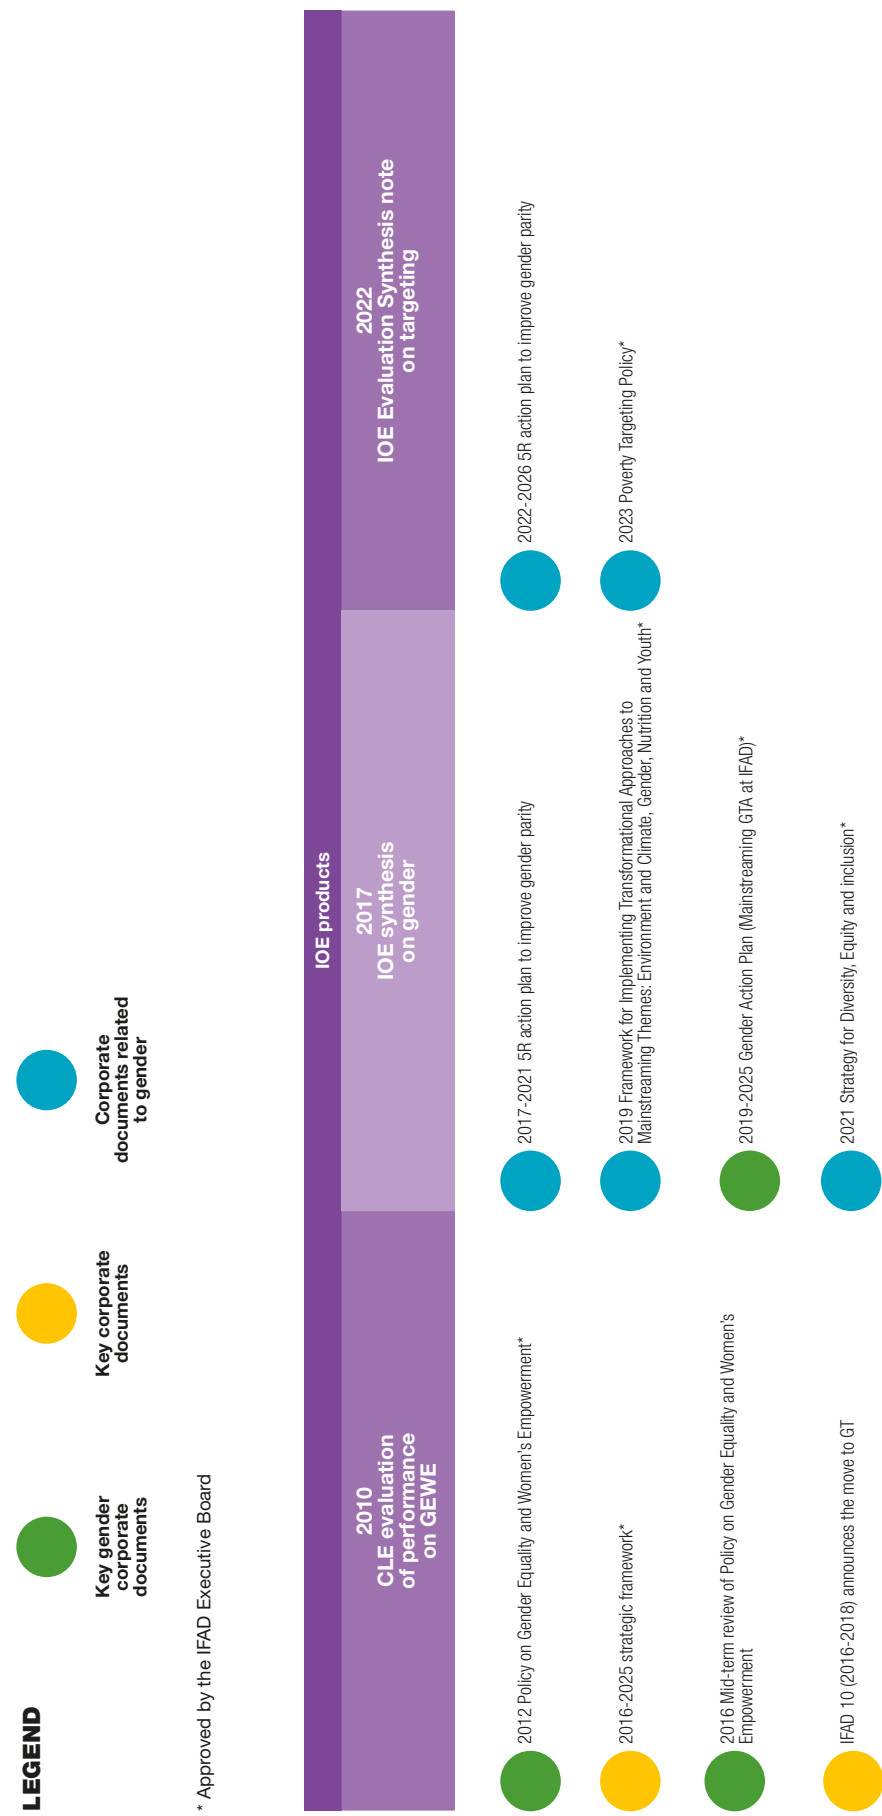 LEGEND
Key gender
corporate
documents
Key corporate
documents
Corporate
documents related
to gender
* Approved by the IFAD Executive Board
IOE products
2010
CLE evaluation
of performance
on GEWE
2017
IOE synthesis
on gender
2022
IOE Evaluation Synthesis note
on targeting
2012 Policy on Gender Equality and Women's Empowerment*
2016-2025 strategic framework*
2016 Mid-term review of Policy on Gender Equality and Women's
Empowerment
IFAD 10 (2016-2018) announces the move to GT
2017-2021 5R action plan to improve gender parity
2019 Framework for Implementing Transformational Approaches to
Mainstreaming Themes: Environment and Climate, Gender, Nutrition and Youth*
2019-2025 Gender Action Plan (Mainstreaming GTA at IFAD)*
2021 Strategy for Diversity, Equity and inclusion*
2022-2026 5R action plan to improve gender parity
2023 Poverty Targeting Policy*